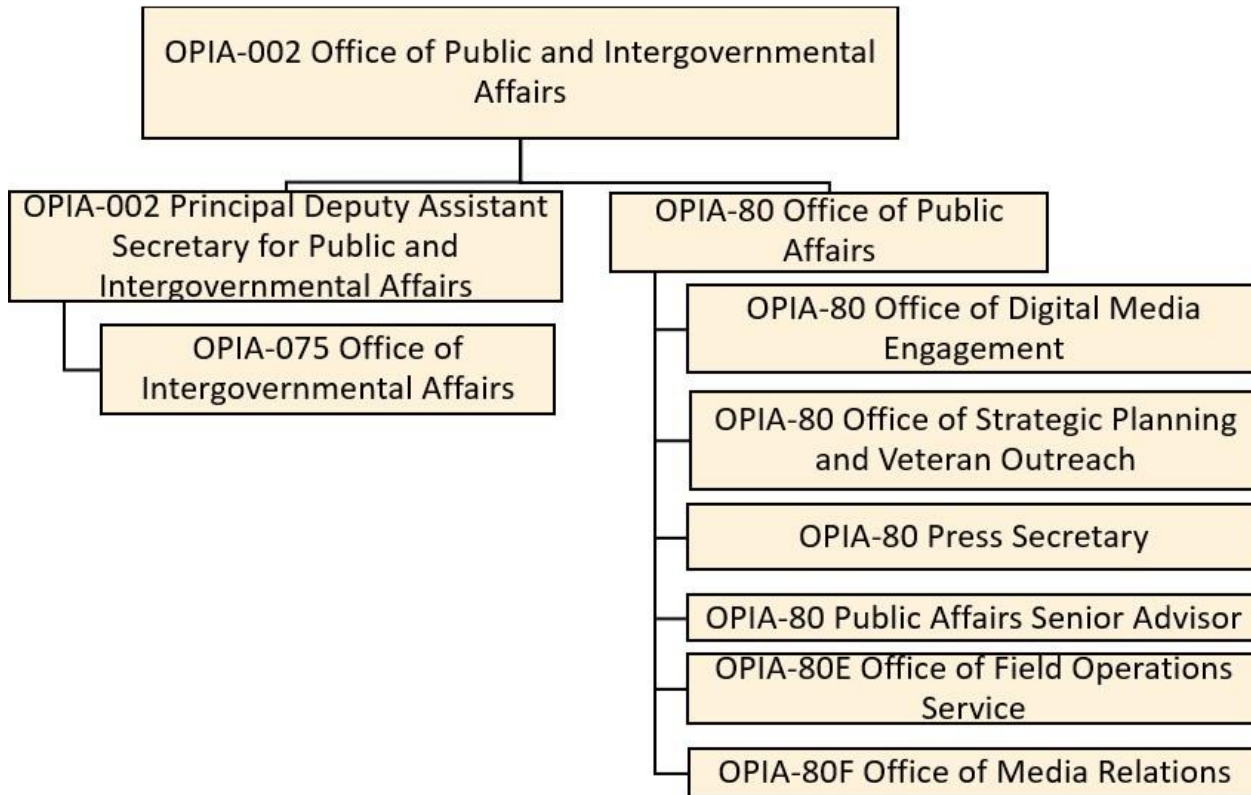 OPIA-002 Office of Public and Intergovernmental
Affairs
OPIA-002 Principal Deputy Assistant
Secretary for Public and
Intergovernmental Affairs
OPIA-075 Office of
Intergovernmental Affairs
OPIA-80 Office of Public
Affairs
OPIA-80 Office of Digital Media
Engagement
OPIA-80 Office of Strategic Planning
and Veteran Outreach
OPIA-80 Press Secretary
OPIA-80 Public Affairs Senior Advisor
OPIA-80E Office of Field Operations
Service
OPIA-80F Office of Media Relations